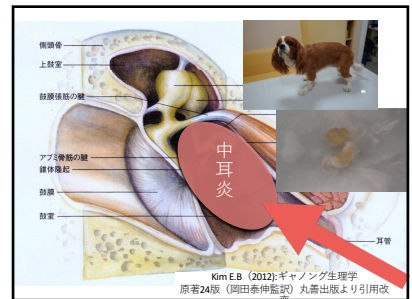 側頭骨
上鼓室
鼓膜張筋の腱
アブミ骨筋の腱
錐体隆起
鼓膜
鼓室
中耳炎
耳管
Kim E.B（2012):ギャノング生理学
原著24版（岡田泰伸監訳）丸善出版より引用改
変